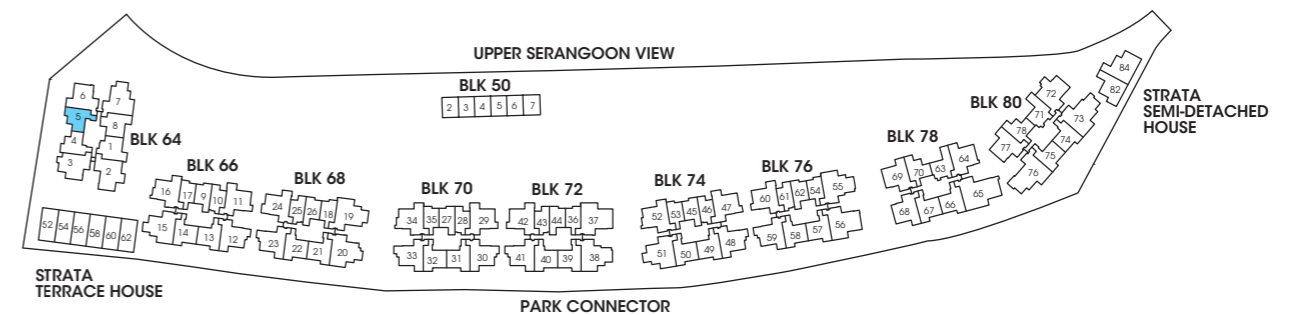 UPPER SERANGOON VIEW
BLK 50
2 3 4 5 6 7
BLK 64
6 7
5 8
4 1
3 2
BLK 66
16 17 9 10 11
15 14 13 12
BLK 68
24 25 26 18 19
23 22 21 20
BLK 70
34 35 27 28 29
33 32 31 30
BLK 72
42 43 44 36 37
41 40 39 38
BLK 74
52 53 45 46 47
51 50 49 48
BLK 76
60 61 62 54 55
59 58 57 56
BLK 78
69 70 63 64
68 67 66 65
BLK 80
72
71 73
78 74
77 75
76
84
82
STRATA
SEMI-DETACHED
HOUSE
52 54 56 58 60 62
STRATA
TERRACE HOUSE
PARK CONNECTOR